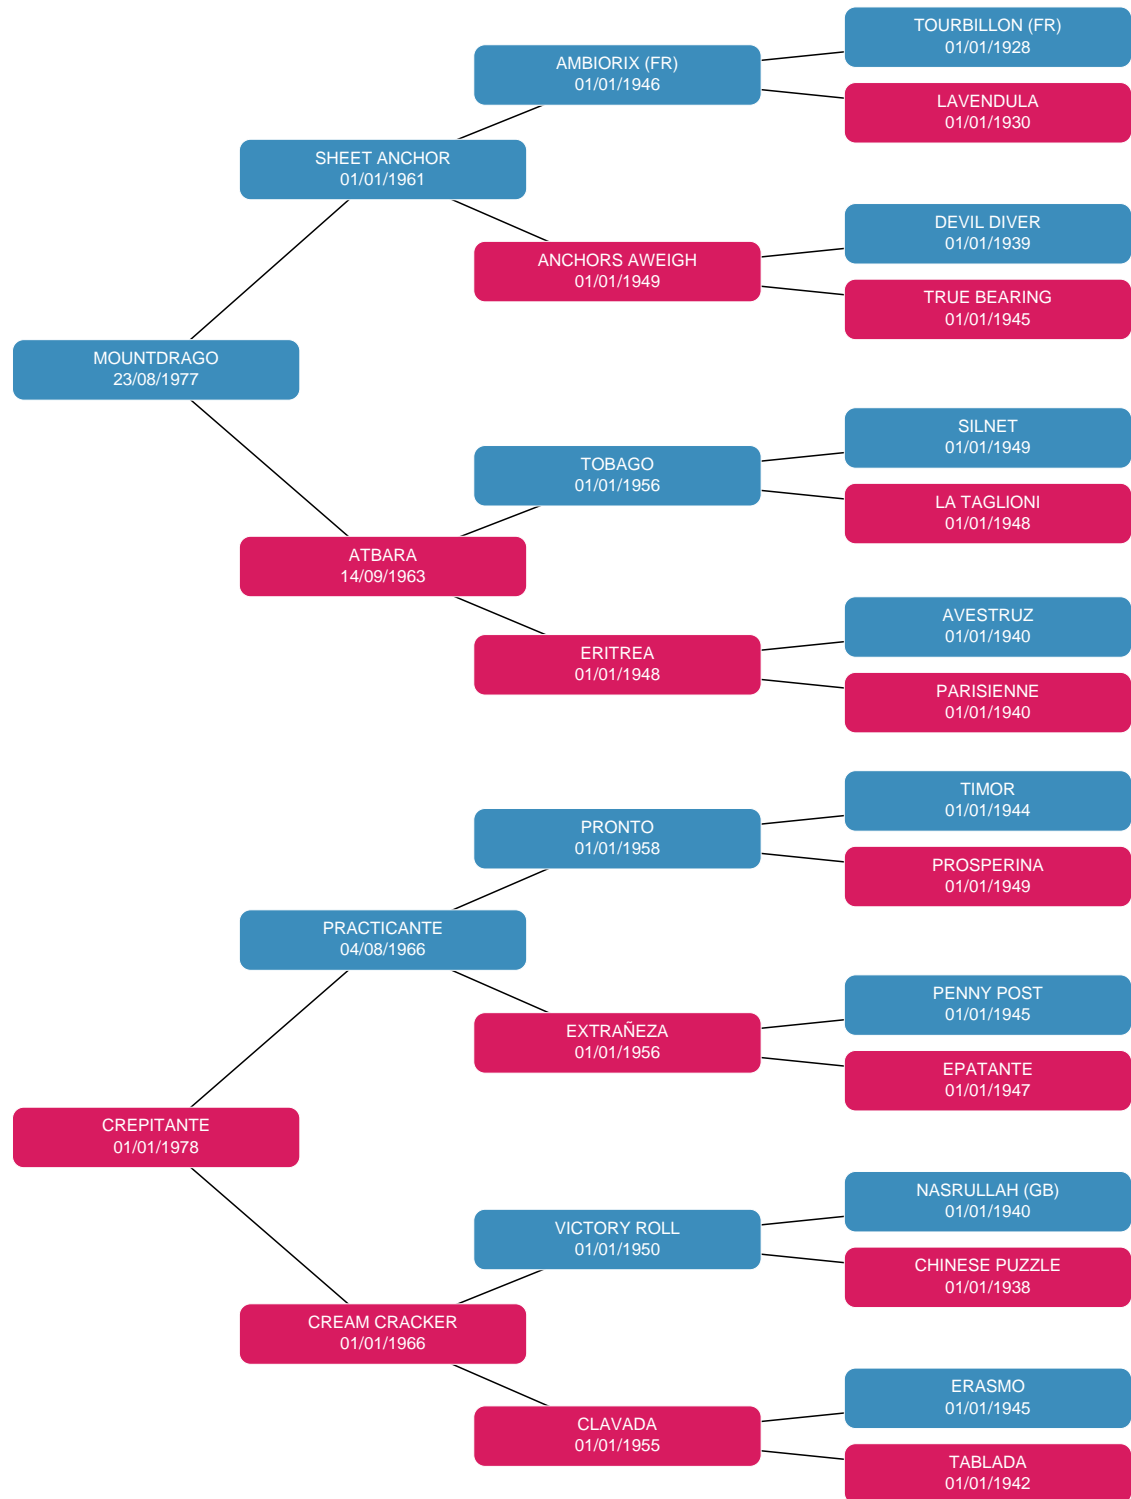 TOURBILLON (FR)
01/01/1928
AMBIORIX (FR)
01/01/1946
LAVENDULA
01/01/1930
SHEET ANCHOR
01/01/1961
DEVIL DIVER
01/01/1939
ANCHORS AWEIGH
01/01/1949
TRUE BEARING
01/01/1945
MOUNTDRAGO
23/08/1977
SILNET
01/01/1949
TOBAGO
01/01/1956
LA TAGLIONI
01/01/1948
ATBARA
14/09/1963
AVESTRUZ
01/01/1940
ERITREA
01/01/1948
PARISIENNE
01/01/1940
TIMOR
01/01/1944
PRONTO
01/01/1958
PROSPERINA
01/01/1949
PRACTICANTE
04/08/1966
PENNY POST
01/01/1945
EXTRAÑEZA
01/01/1956
EPATANTE
01/01/1947
CREPITANTE
01/01/1978
NASRULLAH (GB)
01/01/1940
VICTORY ROLL
01/01/1950
CHINESE PUZZLE
01/01/1938
CREAM CRACKER
01/01/1966
ERASMO
01/01/1945
CLAVADA
01/01/1955
TABLADA
01/01/1942